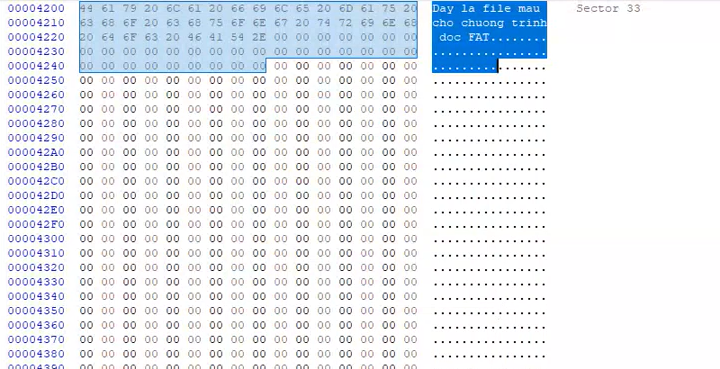 00004200 44 61 79 20 6C 61 20 66 69 6C 65 20 6D 61 75 20 Day la file mau Sector 33
00004210 63 68 6F 20 63 68 75 6F 6E 67 20 74 72 69 6E 68 cho chuong trinh
00004220 20 64 6F 63 20 46 41 54 2E 00 00 00 00 00 00 00 doc FAT........
00004230 00 00 00 00 00 00 00 00 00 00 00 00 00 00 00 00 ................
00004240 00 00 00 00 00 00 00 00 00 00 00 00 00 00 00 00 ................
00004250 00 00 00 00 00 00 00 00 00 00 00 00 00 00 00 00 ................
00004260 00 00 00 00 00 00 00 00 00 00 00 00 00 00 00 00 ................
00004270 00 00 00 00 00 00 00 00 00 00 00 00 00 00 00 00 ................
00004280 00 00 00 00 00 00 00 00 00 00 00 00 00 00 00 00 ................
00004290 00 00 00 00 00 00 00 00 00 00 00 00 00 00 00 00 ................
000042A0 00 00 00 00 00 00 00 00 00 00 00 00 00 00 00 00 ................
000042B0 00 00 00 00 00 00 00 00 00 00 00 00 00 00 00 00 ................
000042C0 00 00 00 00 00 00 00 00 00 00 00 00 00 00 00 00 ................
000042D0 00 00 00 00 00 00 00 00 00 00 00 00 00 00 00 00 ................
000042E0 00 00 00 00 00 00 00 00 00 00 00 00 00 00 00 00 ................
000042F0 00 00 00 00 00 00 00 00 00 00 00 00 00 00 00 00 ................
00004300 00 00 00 00 00 00 00 00 00 00 00 00 00 00 00 00 ................
00004310 00 00 00 00 00 00 00 00 00 00 00 00 00 00 00 00 ................
00004320 00 00 00 00 00 00 00 00 00 00 00 00 00 00 00 00 ................
00004330 00 00 00 00 00 00 00 00 00 00 00 00 00 00 00 00 ................
00004340 00 00 00 00 00 00 00 00 00 00 00 00 00 00 00 00 ................
00004350 00 00 00 00 00 00 00 00 00 00 00 00 00 00 00 00 ................
00004360 00 00 00 00 00 00 00 00 00 00 00 00 00 00 00 00 ................
00004370 00 00 00 00 00 00 00 00 00 00 00 00 00 00 00 00 ................
00004380 00 00 00 00 00 00 00 00 00 00 00 00 00 00 00 00 ................
00004390 00 00 00 00 00 00 00 00 00 00 00 00 00 00 00 00